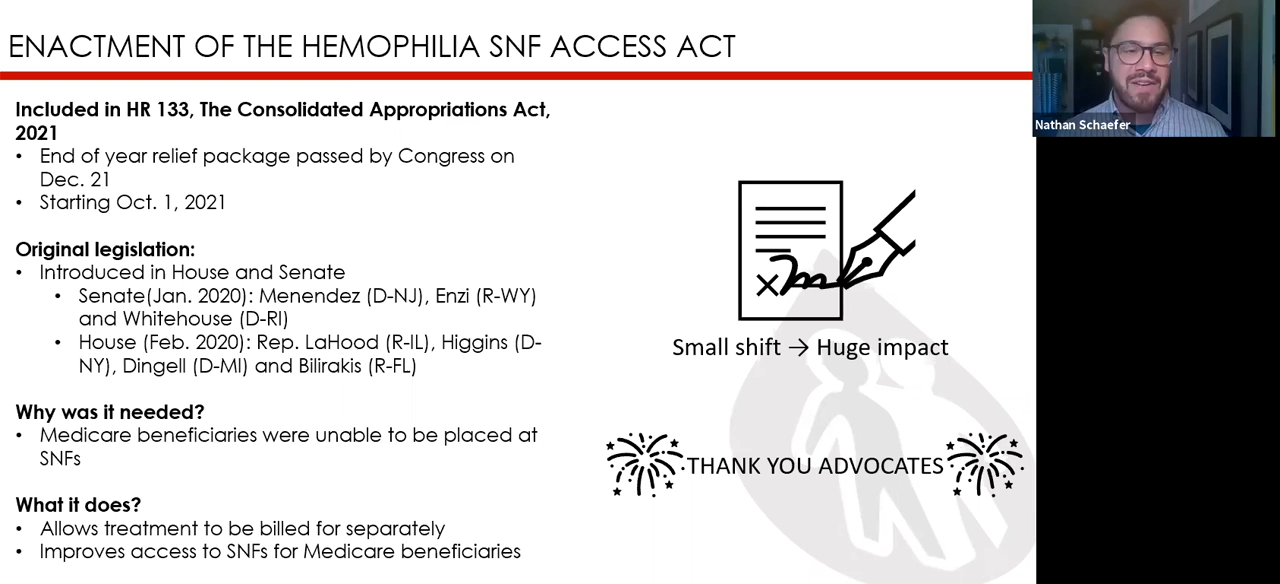 ENACTMENT OF THE HEMOPHILIA SNF ACCESS ACT
Included in HR 133, The Consolidated Appropriations Act,
2021
• End of year relief package passed by Congress on
Dec. 21
• Starting Oct. 1, 2021
Original legislation:
• Introduced in House and Senate
• Senate(Jan. 2020): Menendez (D-NJ), Enzi (R-WY)
and Whitehouse (D-RI)
• House (Feb. 2020): Rep. LaHood (R-IL), Higgins (D-
NY), Dingell (D-MI) and Bilirakis (R-FL)
Why was it needed?
• Medicare beneficiaries were unable to be placed at
SNFs
What it does?
• Allows treatment to be billed for separately
• Improves access to SNFs for Medicare beneficiaries
x
Small shift → Huge impact
THANK YOU ADVOCATES
Nathan Schaefer